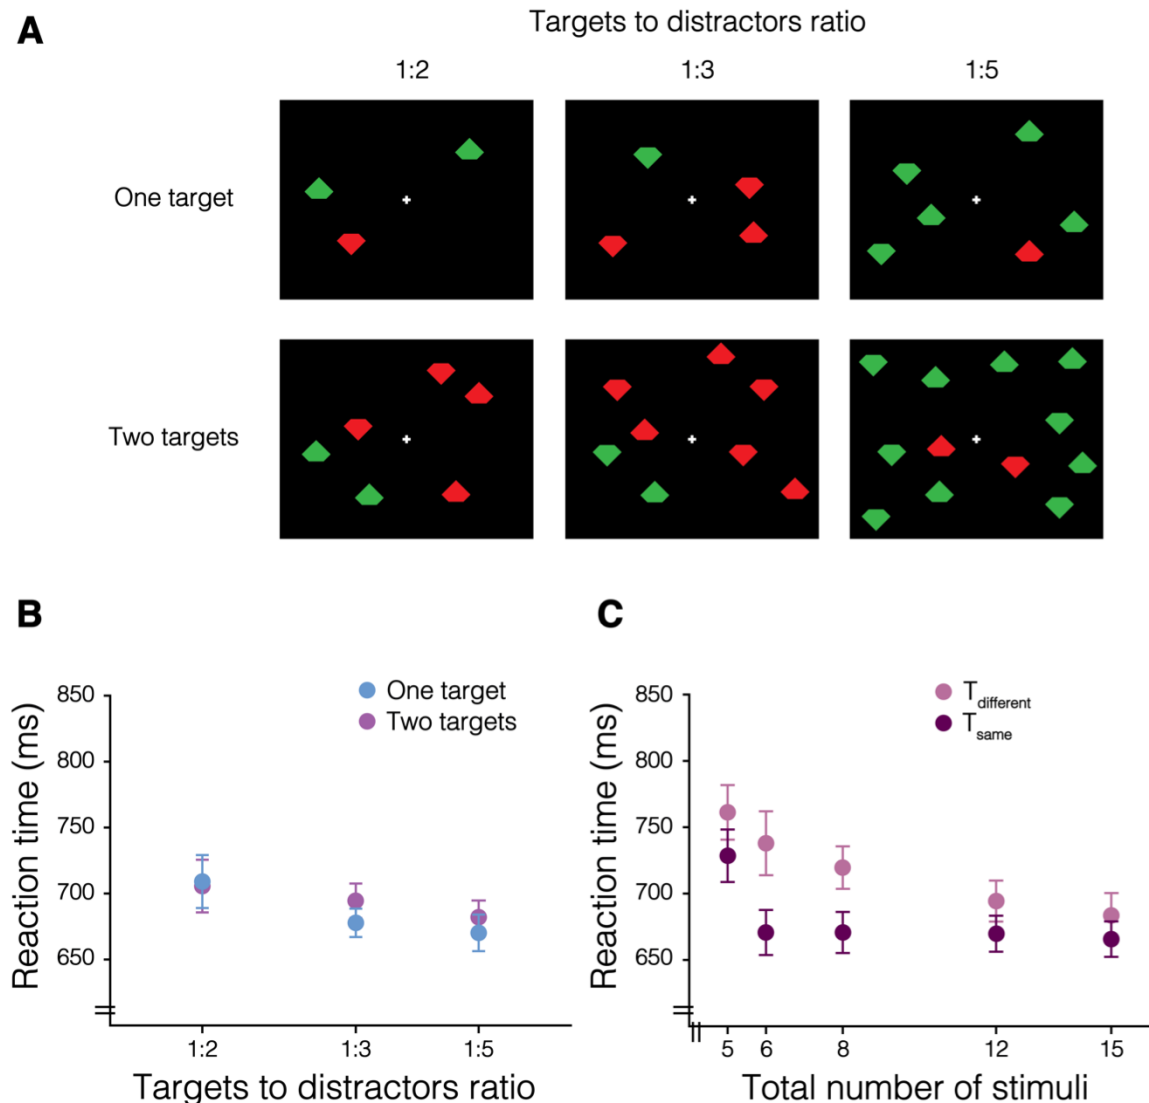 A
Targets to distractors ratio
1:2 1:3 1:5
One target
Two targets
B
One target
Two targets
Reaction time (ms)
850
800
750
700
650
1:2 1:3 1:5
Targets to distractors ratio
C
Tdifferent
Tsame
Reaction time (ms)
850
800
750
700
650
5 6 8 12 15
Total number of stimuli